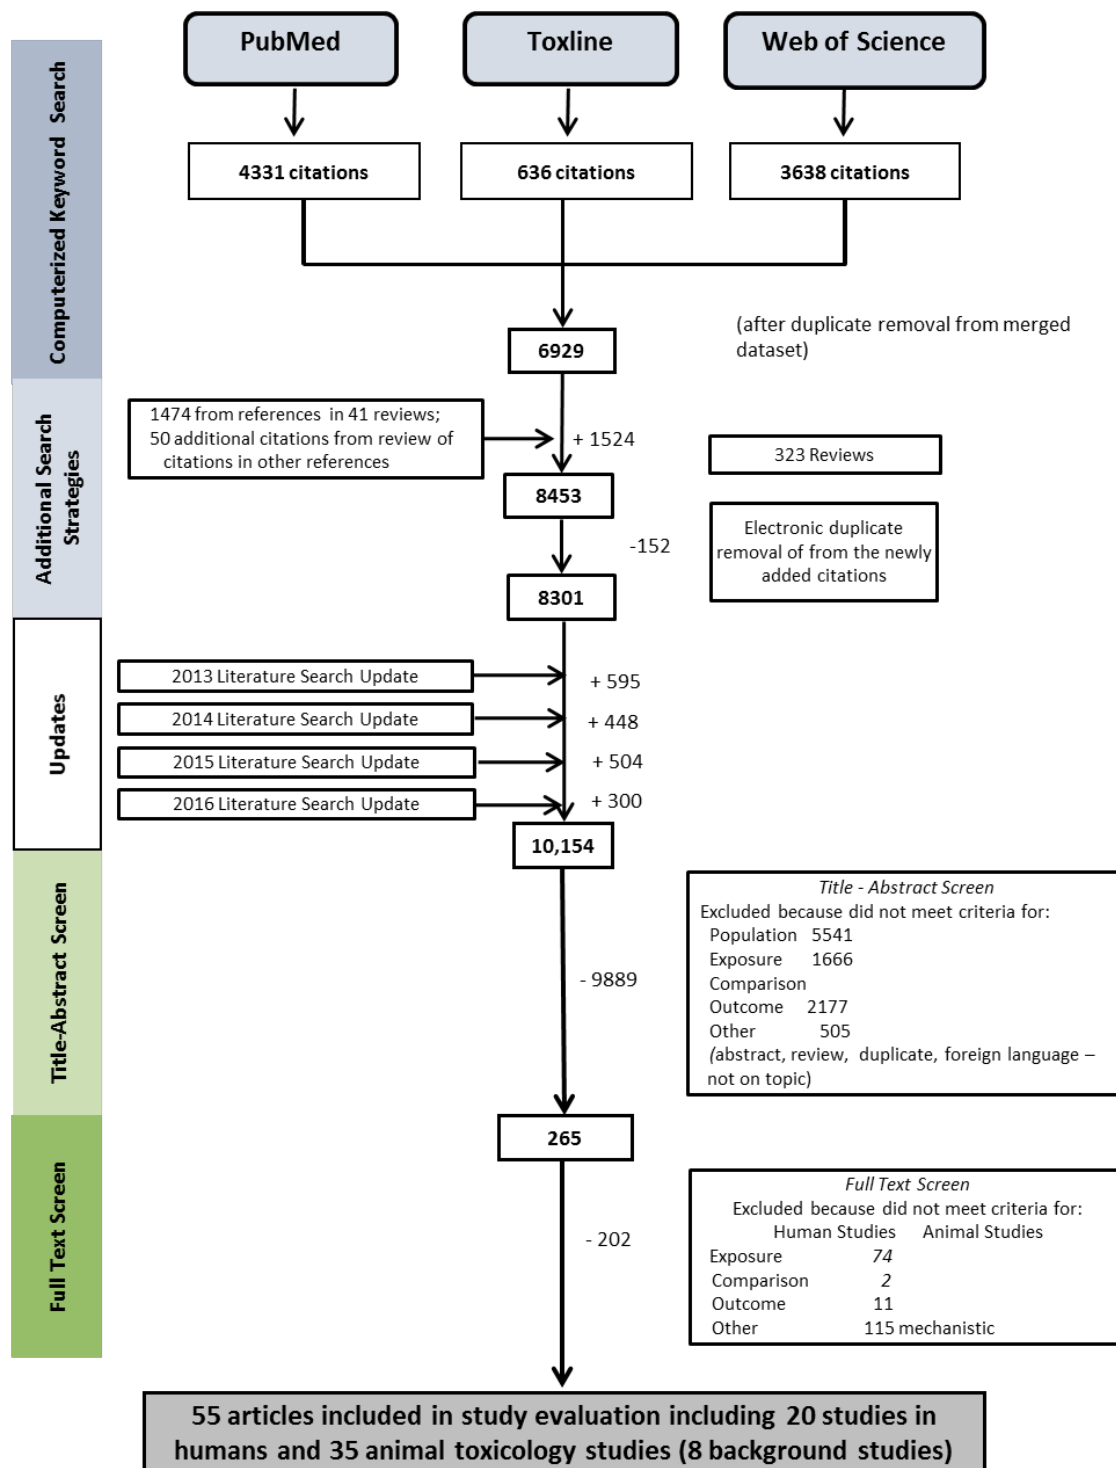 PubMed
Toxline
Web of Science
4331 citations
636 citations
3638 citations
Computerized Keyword Search
6929
(after duplicate removal from merged
dataset)
Additional Search
Strategies
1474 from references in 41 reviews;
50 additional citations from review of
citations in other references
+ 1524
323 Reviews
8453
-152
Electronic duplicate
removal of from the newly
added citations
8301
Updates
2013 Literature Search Update
+ 595
2014 Literature Search Update
+ 448
2015 Literature Search Update
+ 504
2016 Literature Search Update
+ 300
10,154
Title-Abstract Screen
- 9889
Title - Abstract Screen
Excluded because did not meet criteria for:
Population 5541
Exposure 1666
Comparison
Outcome 2177
Other 505
(abstract, review, duplicate, foreign language –
not on topic)
265
Full Text Screen
- 202
Full Text Screen
Excluded because did not meet criteria for:
Human Studies Animal Studies
Exposure 74
Comparison 2
Outcome 11
Other 115 mechanistic
55 articles included in study evaluation including 20 studies in
humans and 35 animal toxicology studies (8 background studies)